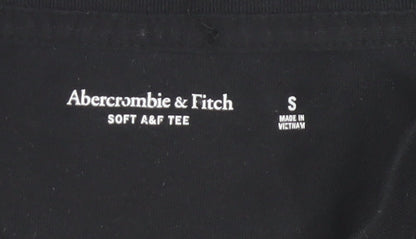 Abercrombie & Fitch
SOFT A&F TEE
S
MADE IN
VIETNAM